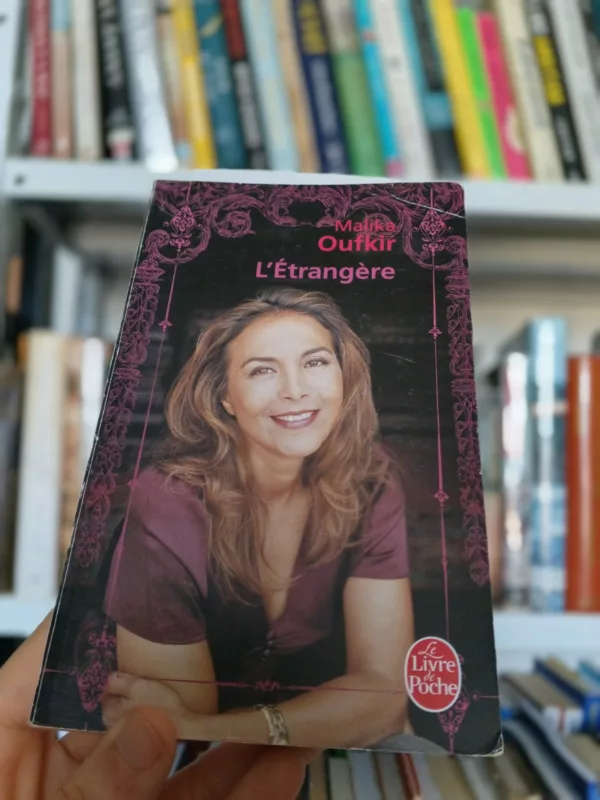 Malika
Oufkir
L'Étrangère
Le
Livre
de
Poche